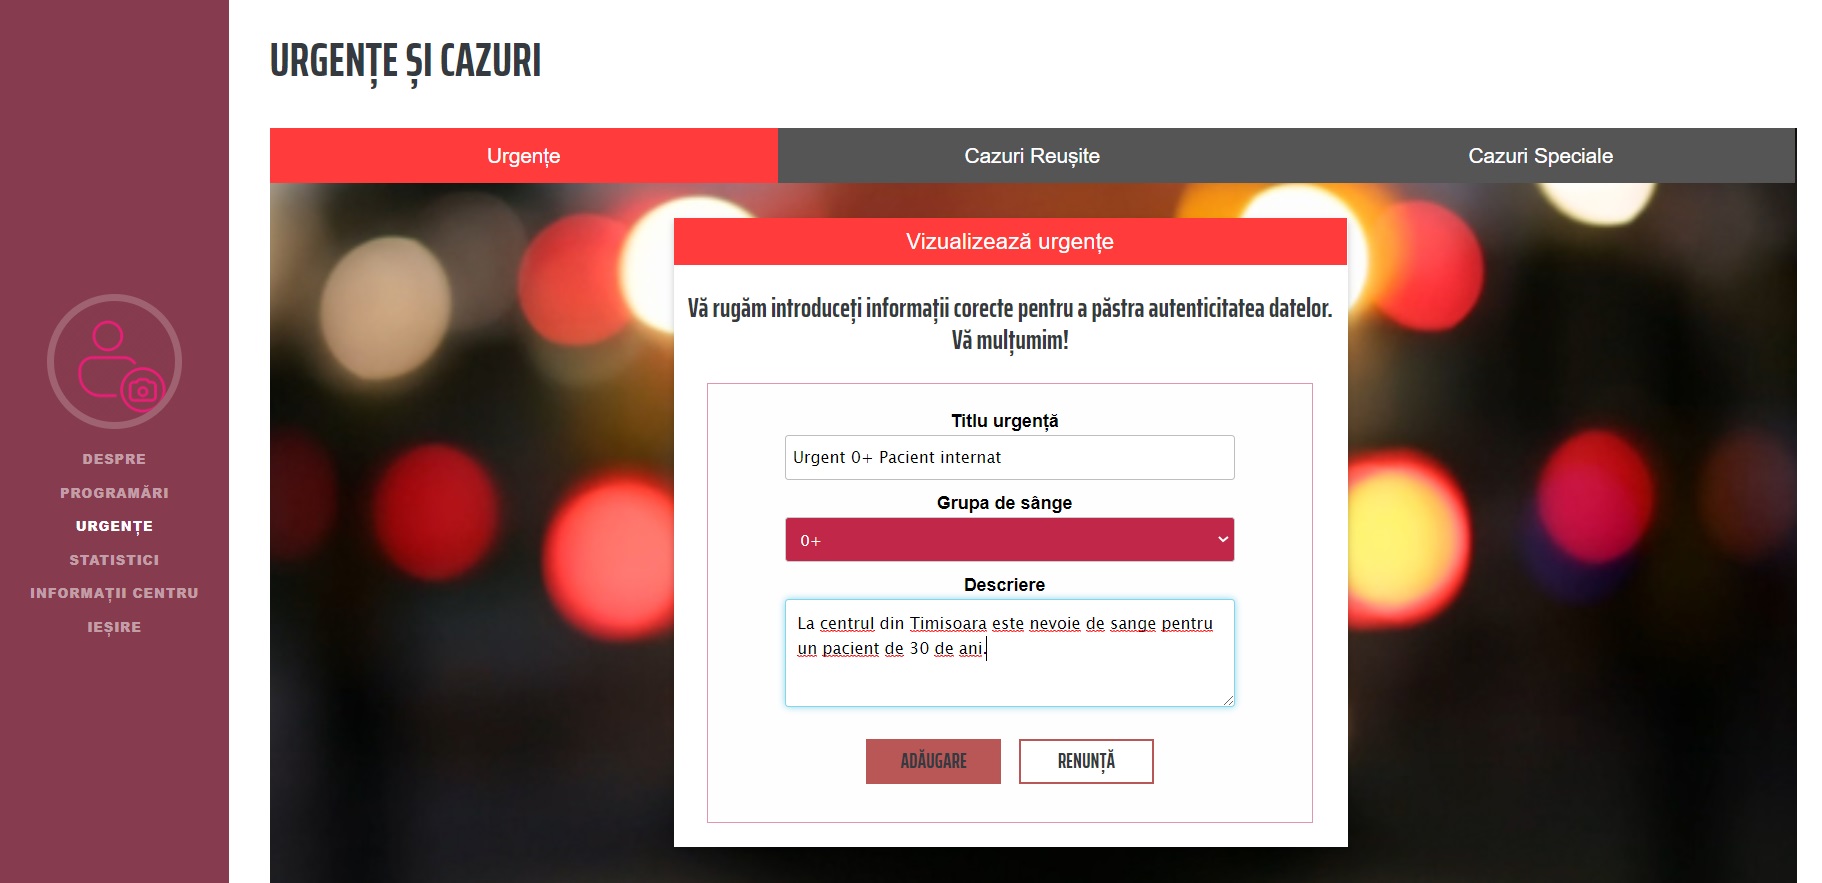 URGENȚE ȘI CAZURI
Urgențe
Cazuri Reușite
Cazuri Speciale
Vizualizează urgențe
Vă rugăm introduceți informații corecte pentru a păstra autenticitatea datelor.
Vă mulțumim!
Titlu urgență
Urgent 0+ Pacient internat
Grupa de sânge
0+
Descriere
La centrul din Timisoara este nevoie de sange pentru
un pacient de 30 de ani.
ADĂUGARE
RENUNȚĂ
DESPRE
PROGRAMĂRI
URGENȚE
STATISTICI
INFORMAȚII CENTRU
IEȘIRE